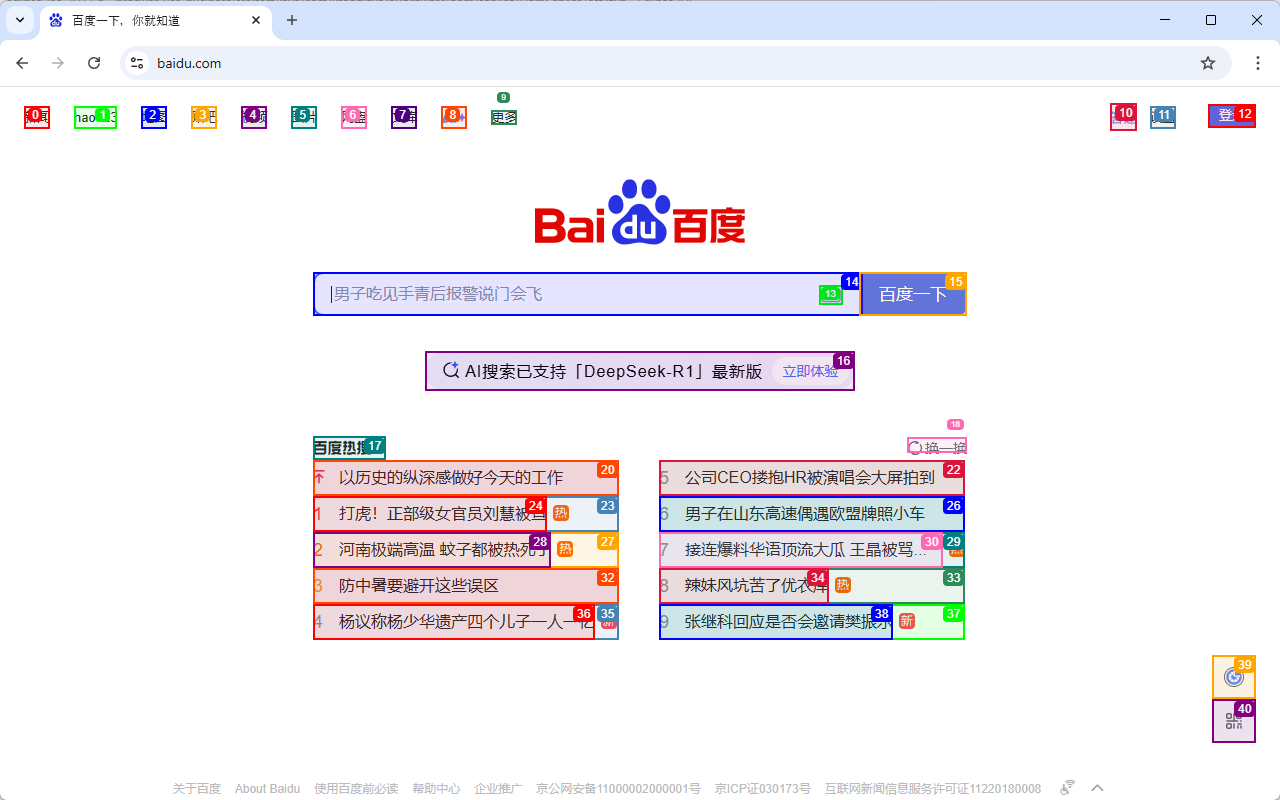 百度一下，你就知道
baidu.com
0 1 2 3 4 5 6 7 8 9
更多
10 11 12
Bai du 百度
男子吃见手青后报警说门会飞
13 14
百度一下 15
AI搜索已支持「DeepSeek-R1」最新版 立即体验 16
百度热搜 17
18
换一换
以历史的纵深感做好今天的工作 20
1 打虎！正部级女官员刘慧被查 24 热 23
2 河南极端高温 蚊子都被热死了 28 热 27
3 防中暑要避开这些误区 32
4 杨议称杨少华遗产四个儿子一人一亿 36 新 35
5 公司CEO搂抱HR被演唱会大屏拍到 22
6 男子在山东高速偶遇欧盟牌照小车 26
7 接连爆料华语顶流大瓜 王晶被骂... 30 热 29
8 辣妹风坑苦了优衣库 34 热 33
9 张继科回应是否会邀请樊振东 38 新 37
39
40
关于百度 About Baidu 使用百度前必读 帮助中心 企业推广 京公网安备11000002000001号 京ICP证030173号 互联网新闻信息服务许可证11220180008